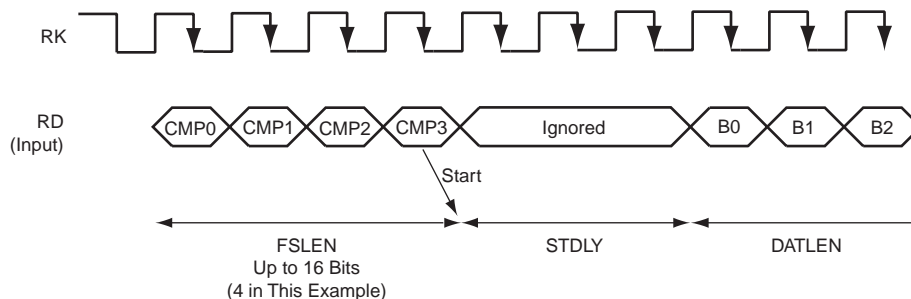 RK
RD
(Input)
CMP0 CMP1 CMP2 CMP3 Ignored B0 B1 B2
Start
FSLEN
Up to 16 Bits
(4 in This Example)
STDLY
DATLEN